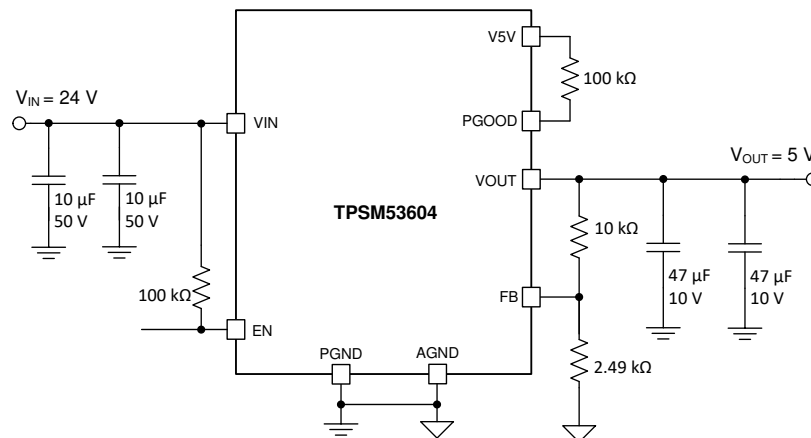 V5V
100 kΩ
PGOOD
VIN = 24 V
VIN
VOUT
VOUT = 5 V
10 µF
50 V
10 µF
50 V
TPSM53604
10 kΩ
47 µF
10 V
47 µF
10 V
100 kΩ
FB
EN
PGND
AGND
2.49 kΩ